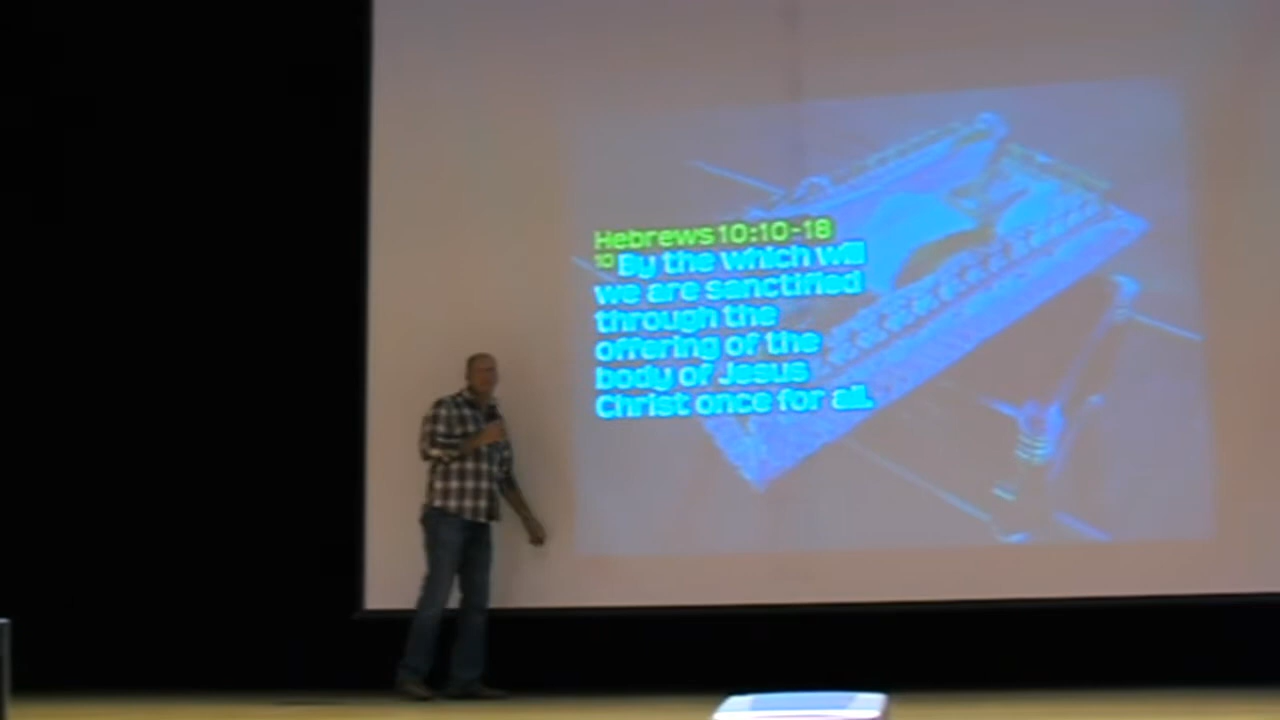 Hebrews 10:10-18
10 By the which will
we are sanctified
through the
offering of the
body of Jesus
Christ once for all.